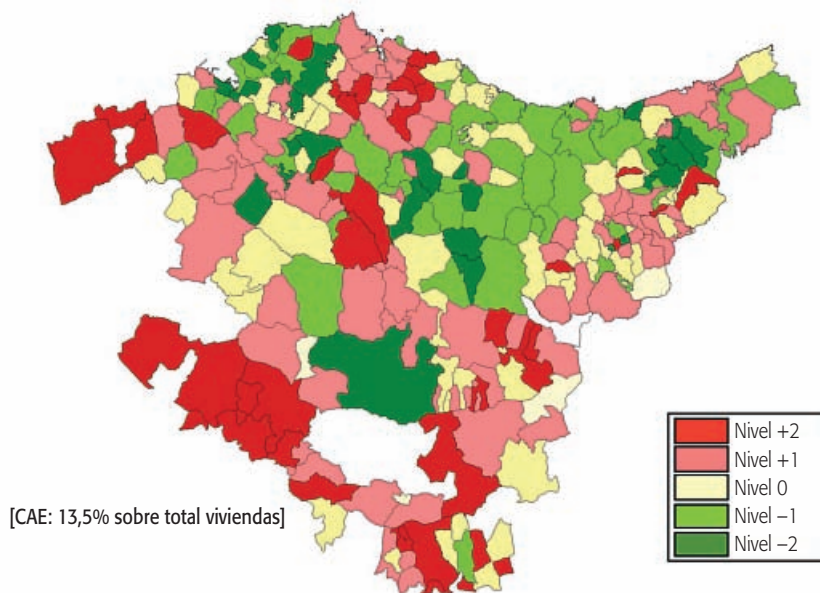 Nivel +2
Nivel +1
Nivel 0
Nivel –1
Nivel –2
[CAE: 13,5% sobre total viviendas]